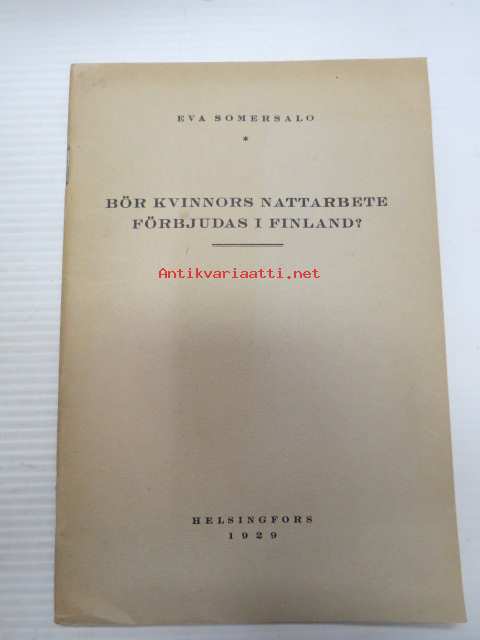 EVA SOMERSALO
*
BÖR KVINNORS NATTARBETE
FÖRBJUDAS I FINLAND?
Antikvariaatti.net
HELSINGFORS
1929